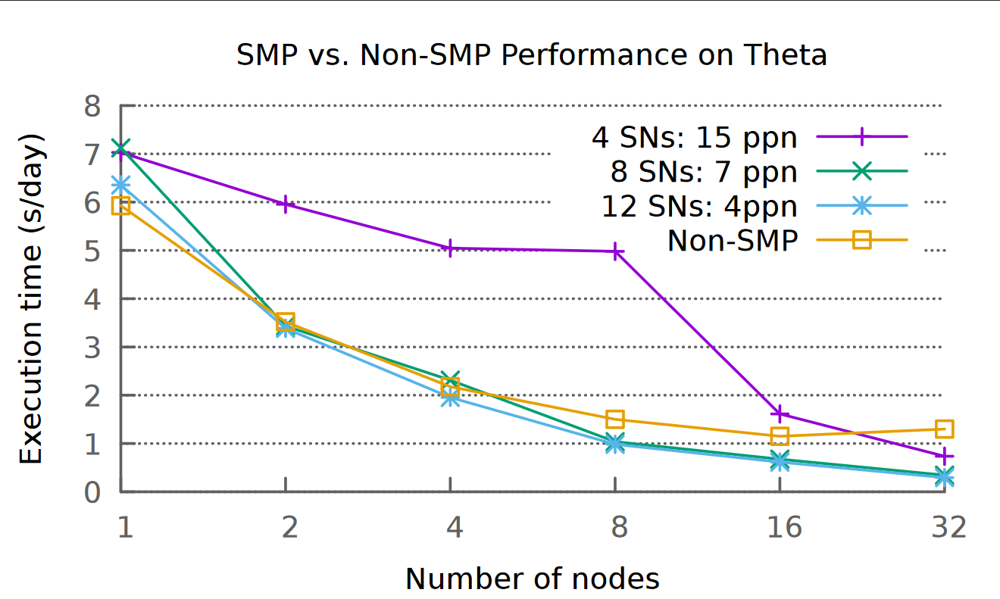 SMP vs. Non-SMP Performance on Theta
8
7
6
5
4
3
2
1
0
Execution time (s/day)
4 SNs: 15 ppn
8 SNs: 7 ppn
12 SNs: 4ppn
Non-SMP
1 2 4 8 16 32
Number of nodes